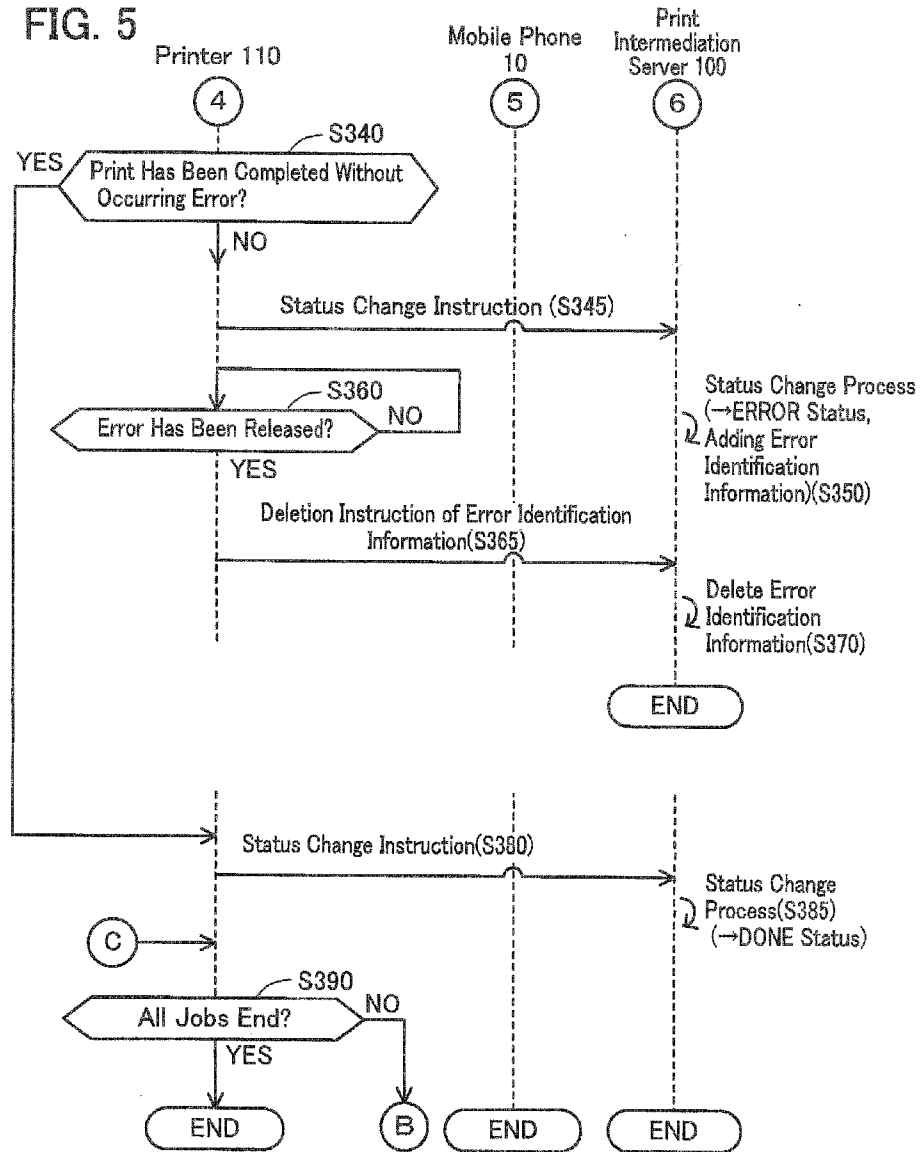 FIG. 5
Printer 110
Mobile Phone
10
Print
Intermediation
Server 100
4
5
6
S340
YES
Print Has Been Completed Without
Occurring Error?
NO
Status Change Instruction (S345)
S360
Error Has Been Released?
NO
YES
Status Change Process
(→ERROR Status,
Adding Error
Identification
Information)(S350)
Deletion Instruction of Error Identification
Information(S365)
Delete Error
Identification
Information(S370)
END
Status Change Instruction(S380)
Status Change
Process(S385)
(→DONE Status)
C
S390
All Jobs End?
NO
YES
END
B
END
END